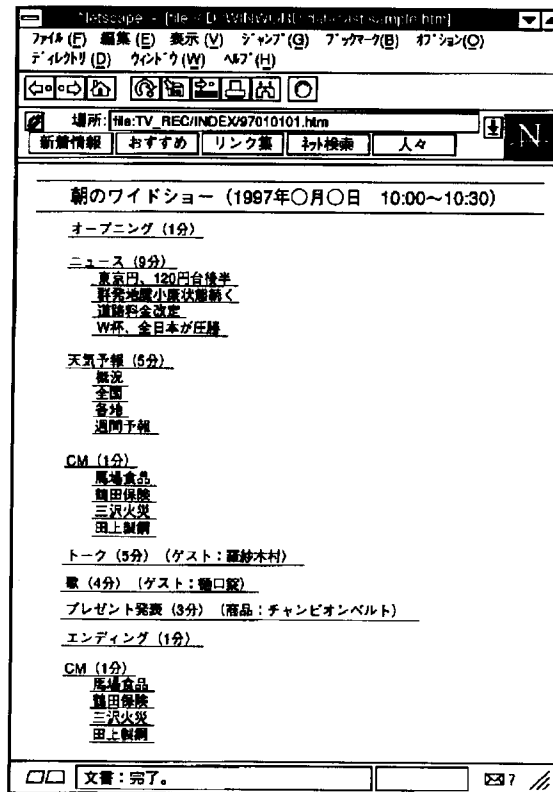 Netscape - [file:///D:/WINWORD/data/cast/sample.htm]
ファイル(F) 編集(E) 表示(V) ジャンプ(G) ブックマーク(B) オプション(O)
ディレクトリ(D) ウィンドウ(W) ヘルプ(H)
場所: file:TV_REC/INDEX/97010101.htm
N
新着情報 おすすめ リンク集 ネット検索 人々
朝のワイドショー(1997年〇月〇日 10:00~10:30)
オープニング(1分)
ニュース(9分)
東京円、120円台後半
群発地震小康状態続く
道路料金改定
W杯、全日本が圧勝
天気予報(5分)
概況
全国
各地
週間予報
CM(1分)
馬場食品
鶴田保険
三沢火災
田上製鋼
トーク(5分)(ゲスト:羅紗木村)
歌(4分)(ゲスト:樋口錠)
プレゼント発表(3分)(商品:チャンピオンベルト)
エンディング(1分)
CM(1分)
馬場食品
鶴田保険
三沢火災
田上製鋼
文書:完了。
?